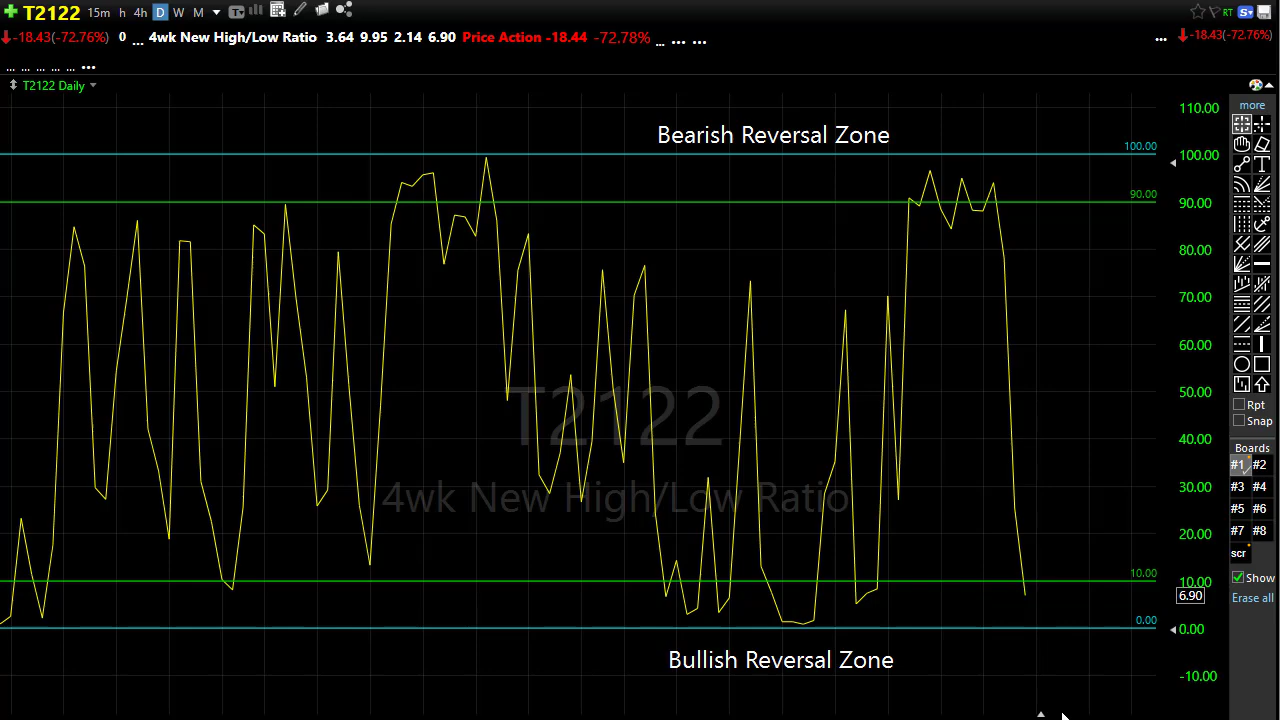 T2122 15m h 4h D W M
RT S
-18.43(-72.76%) 0 ... 4wk New High/Low Ratio 3.64 9.95 2.14 6.90 Price Action -18.44 -72.78% ... ... ...
... -18.43(-72.76%)
... ... ... ... ... ...
T2122 Daily
more
110.00
Bearish Reversal Zone
100.00
100.00
90.00
90.00
80.00
70.00
60.00
50.00
40.00
30.00
20.00
10.00
10.00
6.90
0.00
0.00
-10.00
T2122
4wk New High/Low Ratio
Bullish Reversal Zone
Rpt
Snap
Boards
#1 #2
#3 #4
#5 #6
#7 #8
scr
Show
Erase all